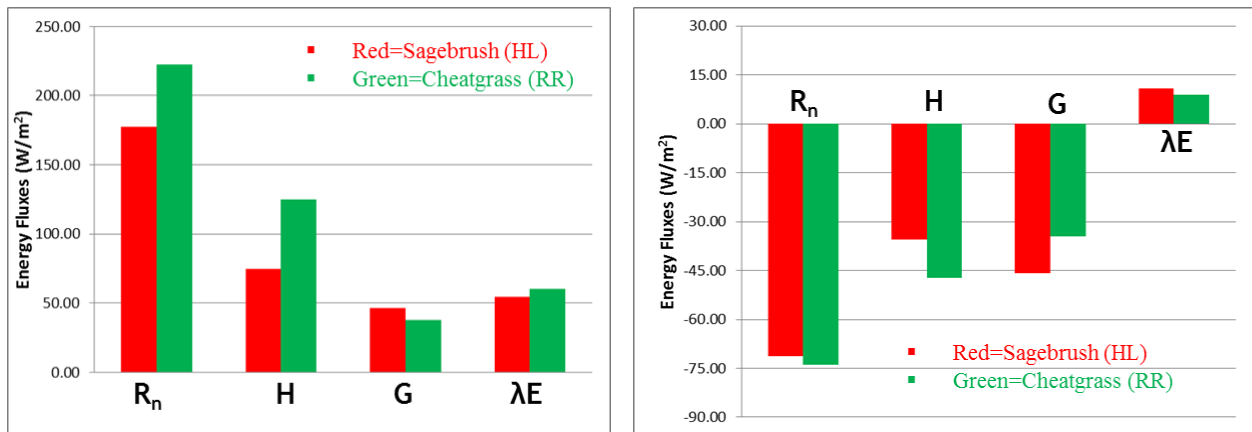 250.00
200.00
150.00
100.00
50.00
0.00
Energy Fluxes (W/m²)
Red=Sagebrush (HL)
Green=Cheatgrass (RR)
Rₙ H G λE
30.00
15.00
0.00
-15.00
-30.00
-45.00
-60.00
-75.00
-90.00
Energy Fluxes (W/m²)
Rₙ H G
λE
Red=Sagebrush (HL)
Green=Cheatgrass (RR)